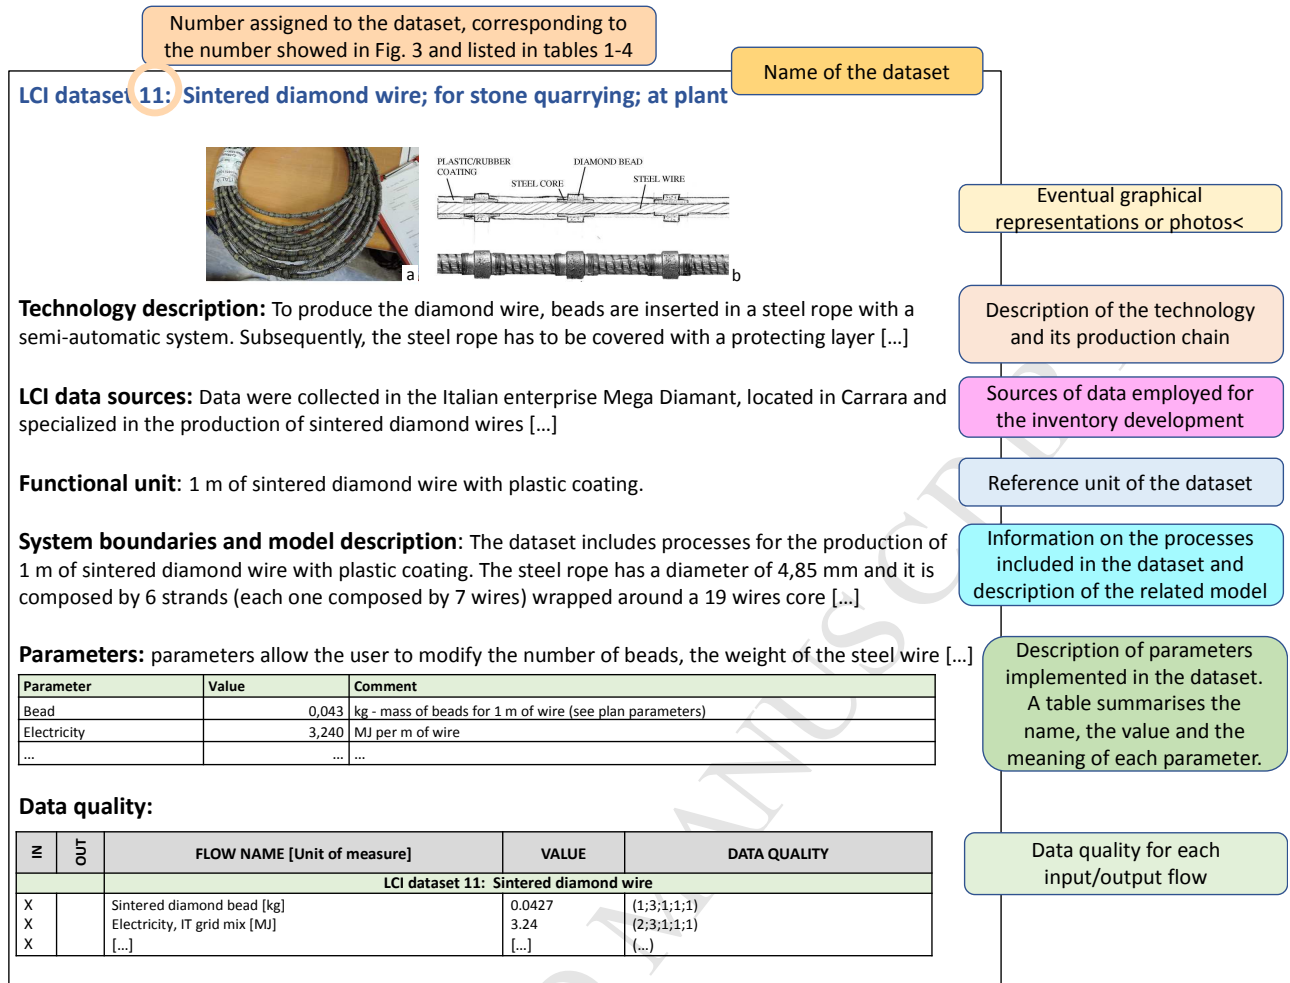 Number assigned to the dataset, corresponding to
the number showed in Fig. 3 and listed in tables 1-4
Name of the dataset
LCI dataset 11: Sintered diamond wire; for stone quarrying; at plant
PLASTIC/RUBBER
COATING
STEEL CORE
DIAMOND BEAD
STEEL WIRE
a
b
Eventual graphical
representations or photos<
Technology description: To produce the diamond wire, beads are inserted in a steel rope with a
semi-automatic system. Subsequently, the steel rope has to be covered with a protecting layer […]
Description of the technology
and its production chain
LCI data sources: Data were collected in the Italian enterprise Mega Diamant, located in Carrara and
specialized in the production of sintered diamond wires […]
Sources of data employed for
the inventory development
Functional unit: 1 m of sintered diamond wire with plastic coating.
Reference unit of the dataset
System boundaries and model description: The dataset includes processes for the production of
1 m of sintered diamond wire with plastic coating. The steel rope has a diameter of 4,85 mm and it is
composed by 6 strands (each one composed by 7 wires) wrapped around a 19 wires core […]
Information on the processes
included in the dataset and
description of the related model
Parameters: parameters allow the user to modify the number of beads, the weight of the steel wire […]
Parameter Value Comment
Bead 0,043 kg - mass of beads for 1 m of wire (see plan parameters)
Electricity 3,240 MJ per m of wire
… … …
Description of parameters
implemented in the dataset.
A table summarises the
name, the value and the
meaning of each parameter.
Data quality:
IN OUT FLOW NAME [Unit of measure] VALUE DATA QUALITY
LCI dataset 11: Sintered diamond wire
X Sintered diamond bead [kg] 0.0427 (1;3;1;1;1)
X Electricity, IT grid mix [MJ] 3.24 (2;3;1;1;1)
X […] […] (…)
Data quality for each
input/output flow